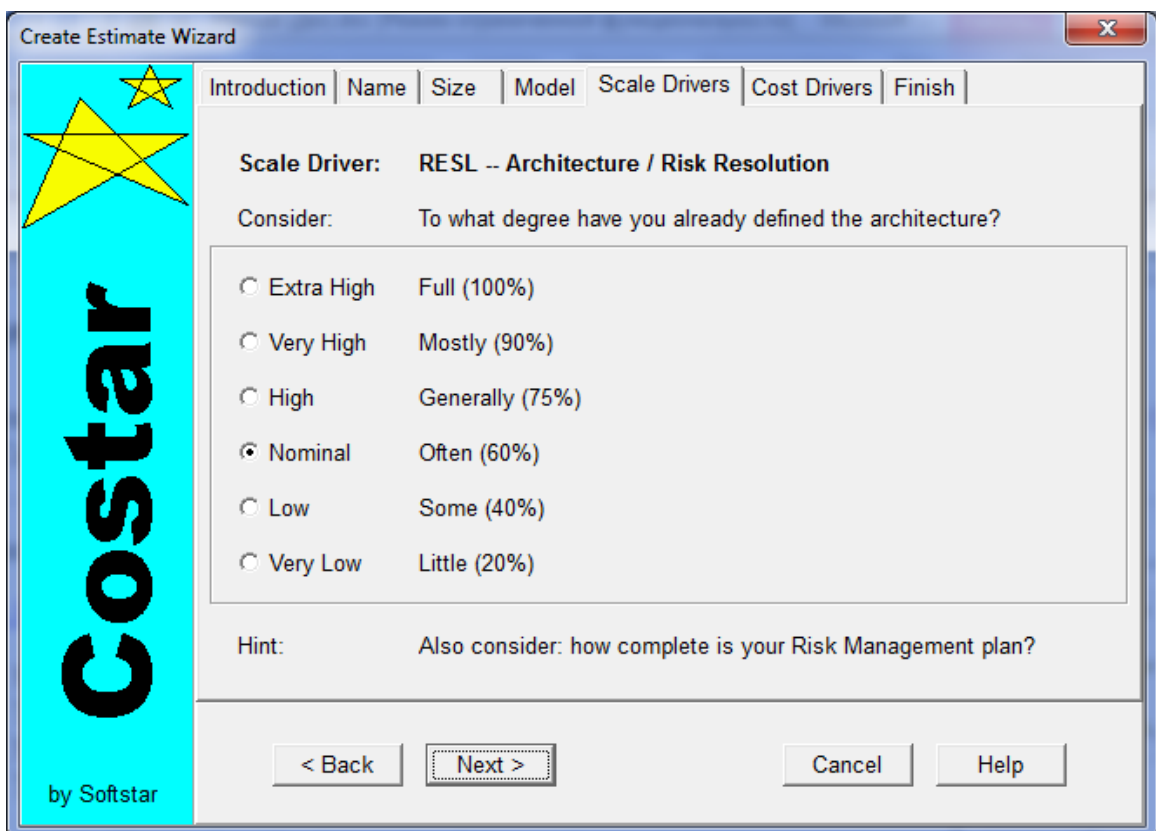 Create Estimate Wizard
Introduction Name Size Model Scale Drivers Cost Drivers Finish
Scale Driver: RESL -- Architecture / Risk Resolution
Consider: To what degree have you already defined the architecture?
Extra High Full (100%)
Very High Mostly (90%)
High Generally (75%)
Nominal Often (60%)
Low Some (40%)
Very Low Little (20%)
Hint: Also consider: how complete is your Risk Management plan?
< Back Next > Cancel Help
Costar
by Softstar